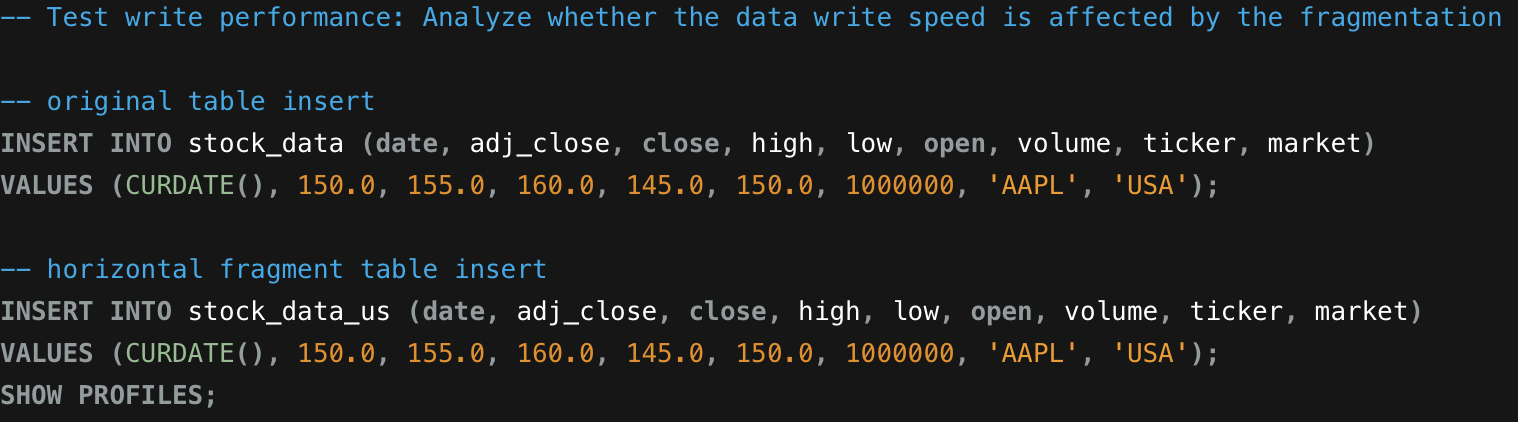 -- Test write performance: Analyze whether the data write speed is affected by the fragmentation
-- original table insert
INSERT INTO stock_data (date, adj_close, close, high, low, open, volume, ticker, market)
VALUES (CURDATE(), 150.0, 155.0, 160.0, 145.0, 150.0, 1000000, 'AAPL', 'USA');
-- horizontal fragment table insert
INSERT INTO stock_data_us (date, adj_close, close, high, low, open, volume, ticker, market)
VALUES (CURDATE(), 150.0, 155.0, 160.0, 145.0, 150.0, 1000000, 'AAPL', 'USA');
SHOW PROFILES;